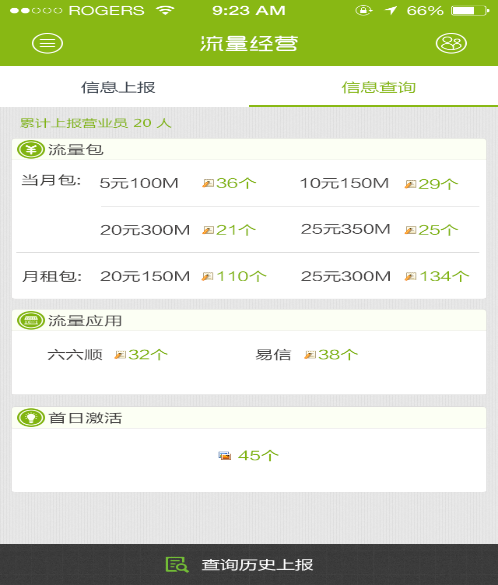 ROGERS 9:23 AM 66%
流量经营
信息上报 信息查询
累计上报营业员 20 人
流量包
当月包: 5元100M 36个 10元150M 29个
20元300M 21个 25元350M 25个
月租包: 20元150M 110个 25元300M 134个
流量应用
六六顺 32个 易信 38个
首日激活
45个
查询历史上报